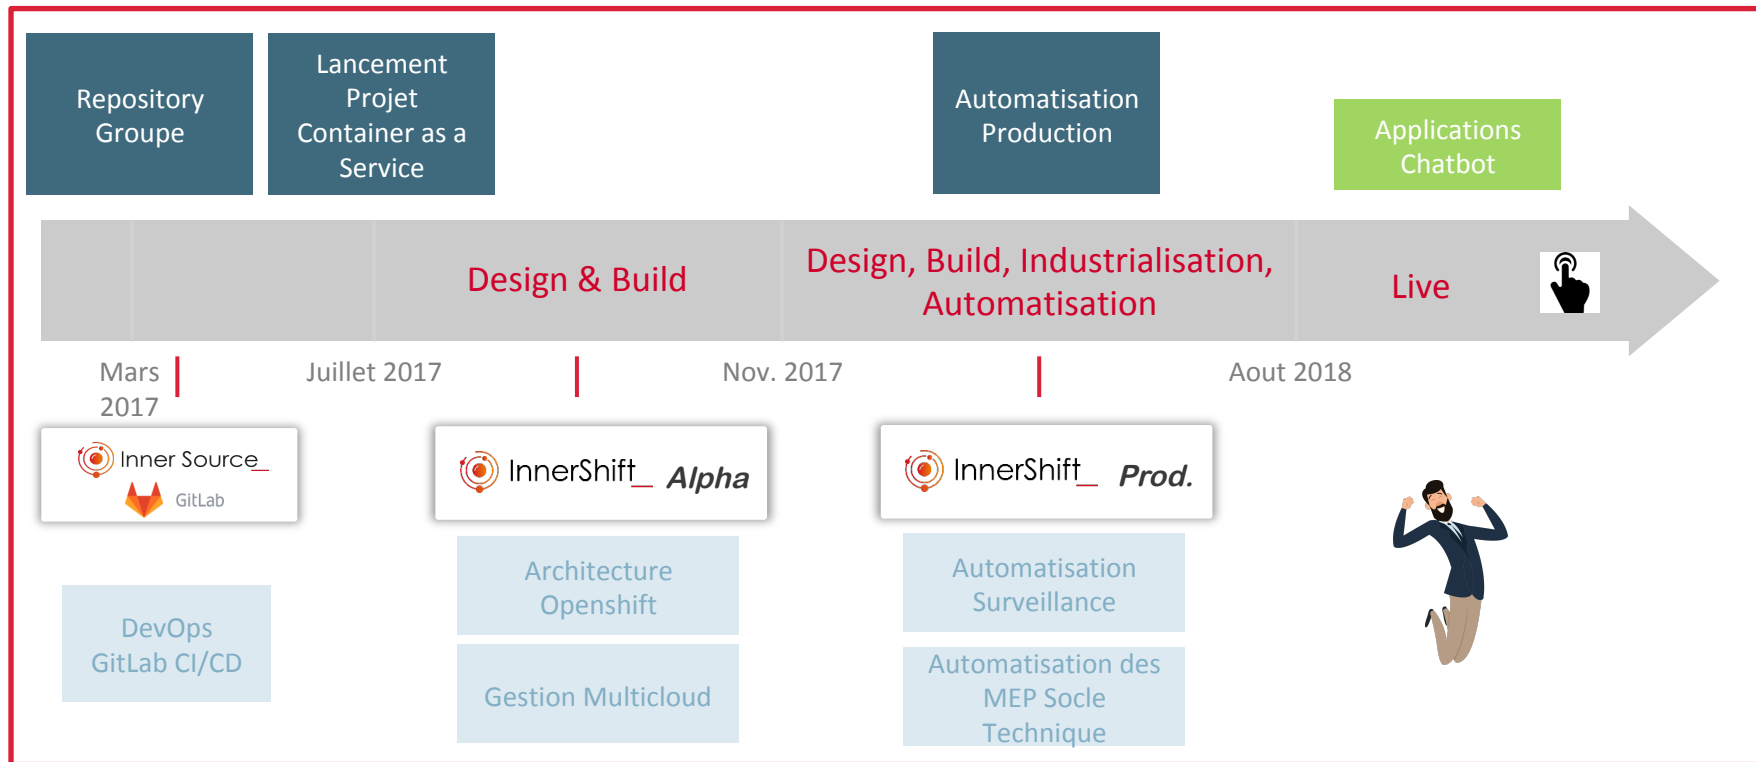 Repository
Groupe
Lancement
Projet
Container as a
Service
Automatisation
Production
Applications
Chatbot
Design & Build
Design, Build, Industrialisation,
Automatisation
Live
Mars
2017
Juillet 2017
Nov. 2017
Aout 2018
Inner Source_
GitLab
InnerShift_ Alpha
InnerShift_ Prod.
DevOps
GitLab CI/CD
Architecture
Openshift
Gestion Multicloud
Automatisation
Surveillance
Automatisation des
MEP Socle
Technique